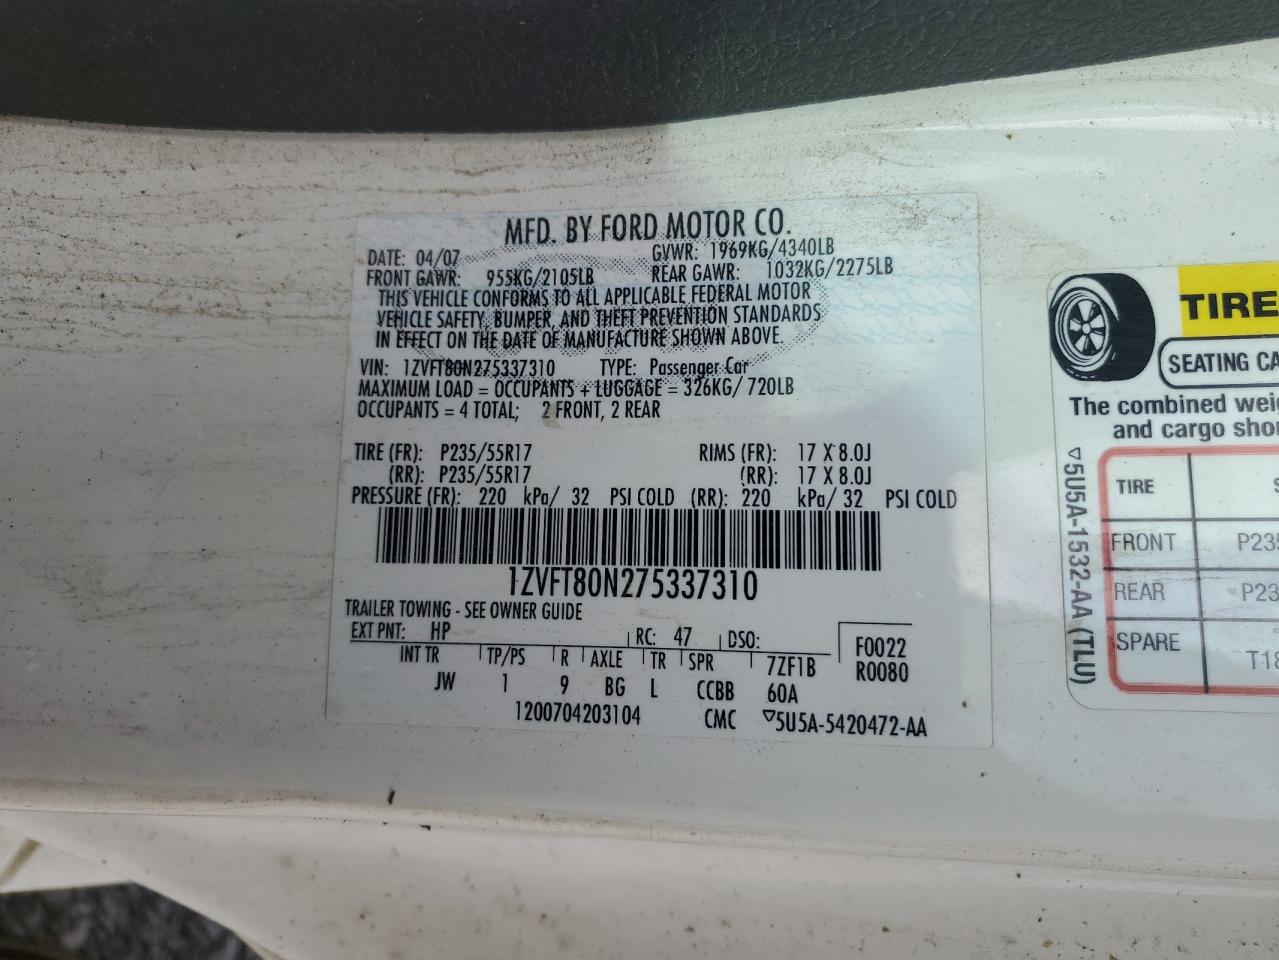 MFD. BY FORD MOTOR CO.
DATE: 04/07 GVWR: 1969KG/4340LB
FRONT GAWR: 955KG/2105LB REAR GAWR: 1032KG/2275LB
THIS VEHICLE CONFORMS TO ALL APPLICABLE FEDERAL MOTOR
VEHICLE SAFETY, BUMPER, AND THEFT PREVENTION STANDARDS
IN EFFECT ON THE DATE OF MANUFACTURE SHOWN ABOVE.
VIN: 1ZVFT80N275337310 TYPE: Passenger Car
MAXIMUM LOAD = OCCUPANTS + LUGGAGE = 326KG/ 720LB
OCCUPANTS = 4 TOTAL; 2 FRONT, 2 REAR
TIRE (FR): P235/55R17 RIMS (FR): 17 X 8.0J
(RR): P235/55R17 (RR): 17 X 8.0J
PRESSURE (FR): 220 kPa/ 32 PSI COLD (RR): 220 kPa/ 32 PSI COLD
1ZVFT80N275337310
TRAILER TOWING - SEE OWNER GUIDE
EXT PNT: HP RC: 47 DSO: F0022
INT TR TP/PS R AXLE TR SPR 7ZF1B R0080
JW 1 9 BG L CCBB 60A
1200704203104 CMC ▽5U5A-5420472-AA
TIRE
SEATING CA
The combined wei
and cargo shou
▽5U5A-1532-AA (TLU)
TIRE S
FRONT P235
REAR P23
SPARE T18